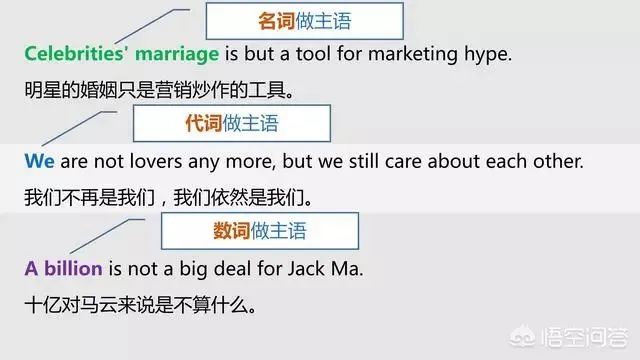 名词做主语
Celebrities' marriage is but a tool for marketing hype.
明星的婚姻只是营销炒作的工具。
代词做主语
We are not lovers any more, but we still care about each other.
我们不再是我们，我们依然是我们。
数词做主语
A billion is not a big deal for Jack Ma.
十亿对马云来说是不算什么。
悟空问答